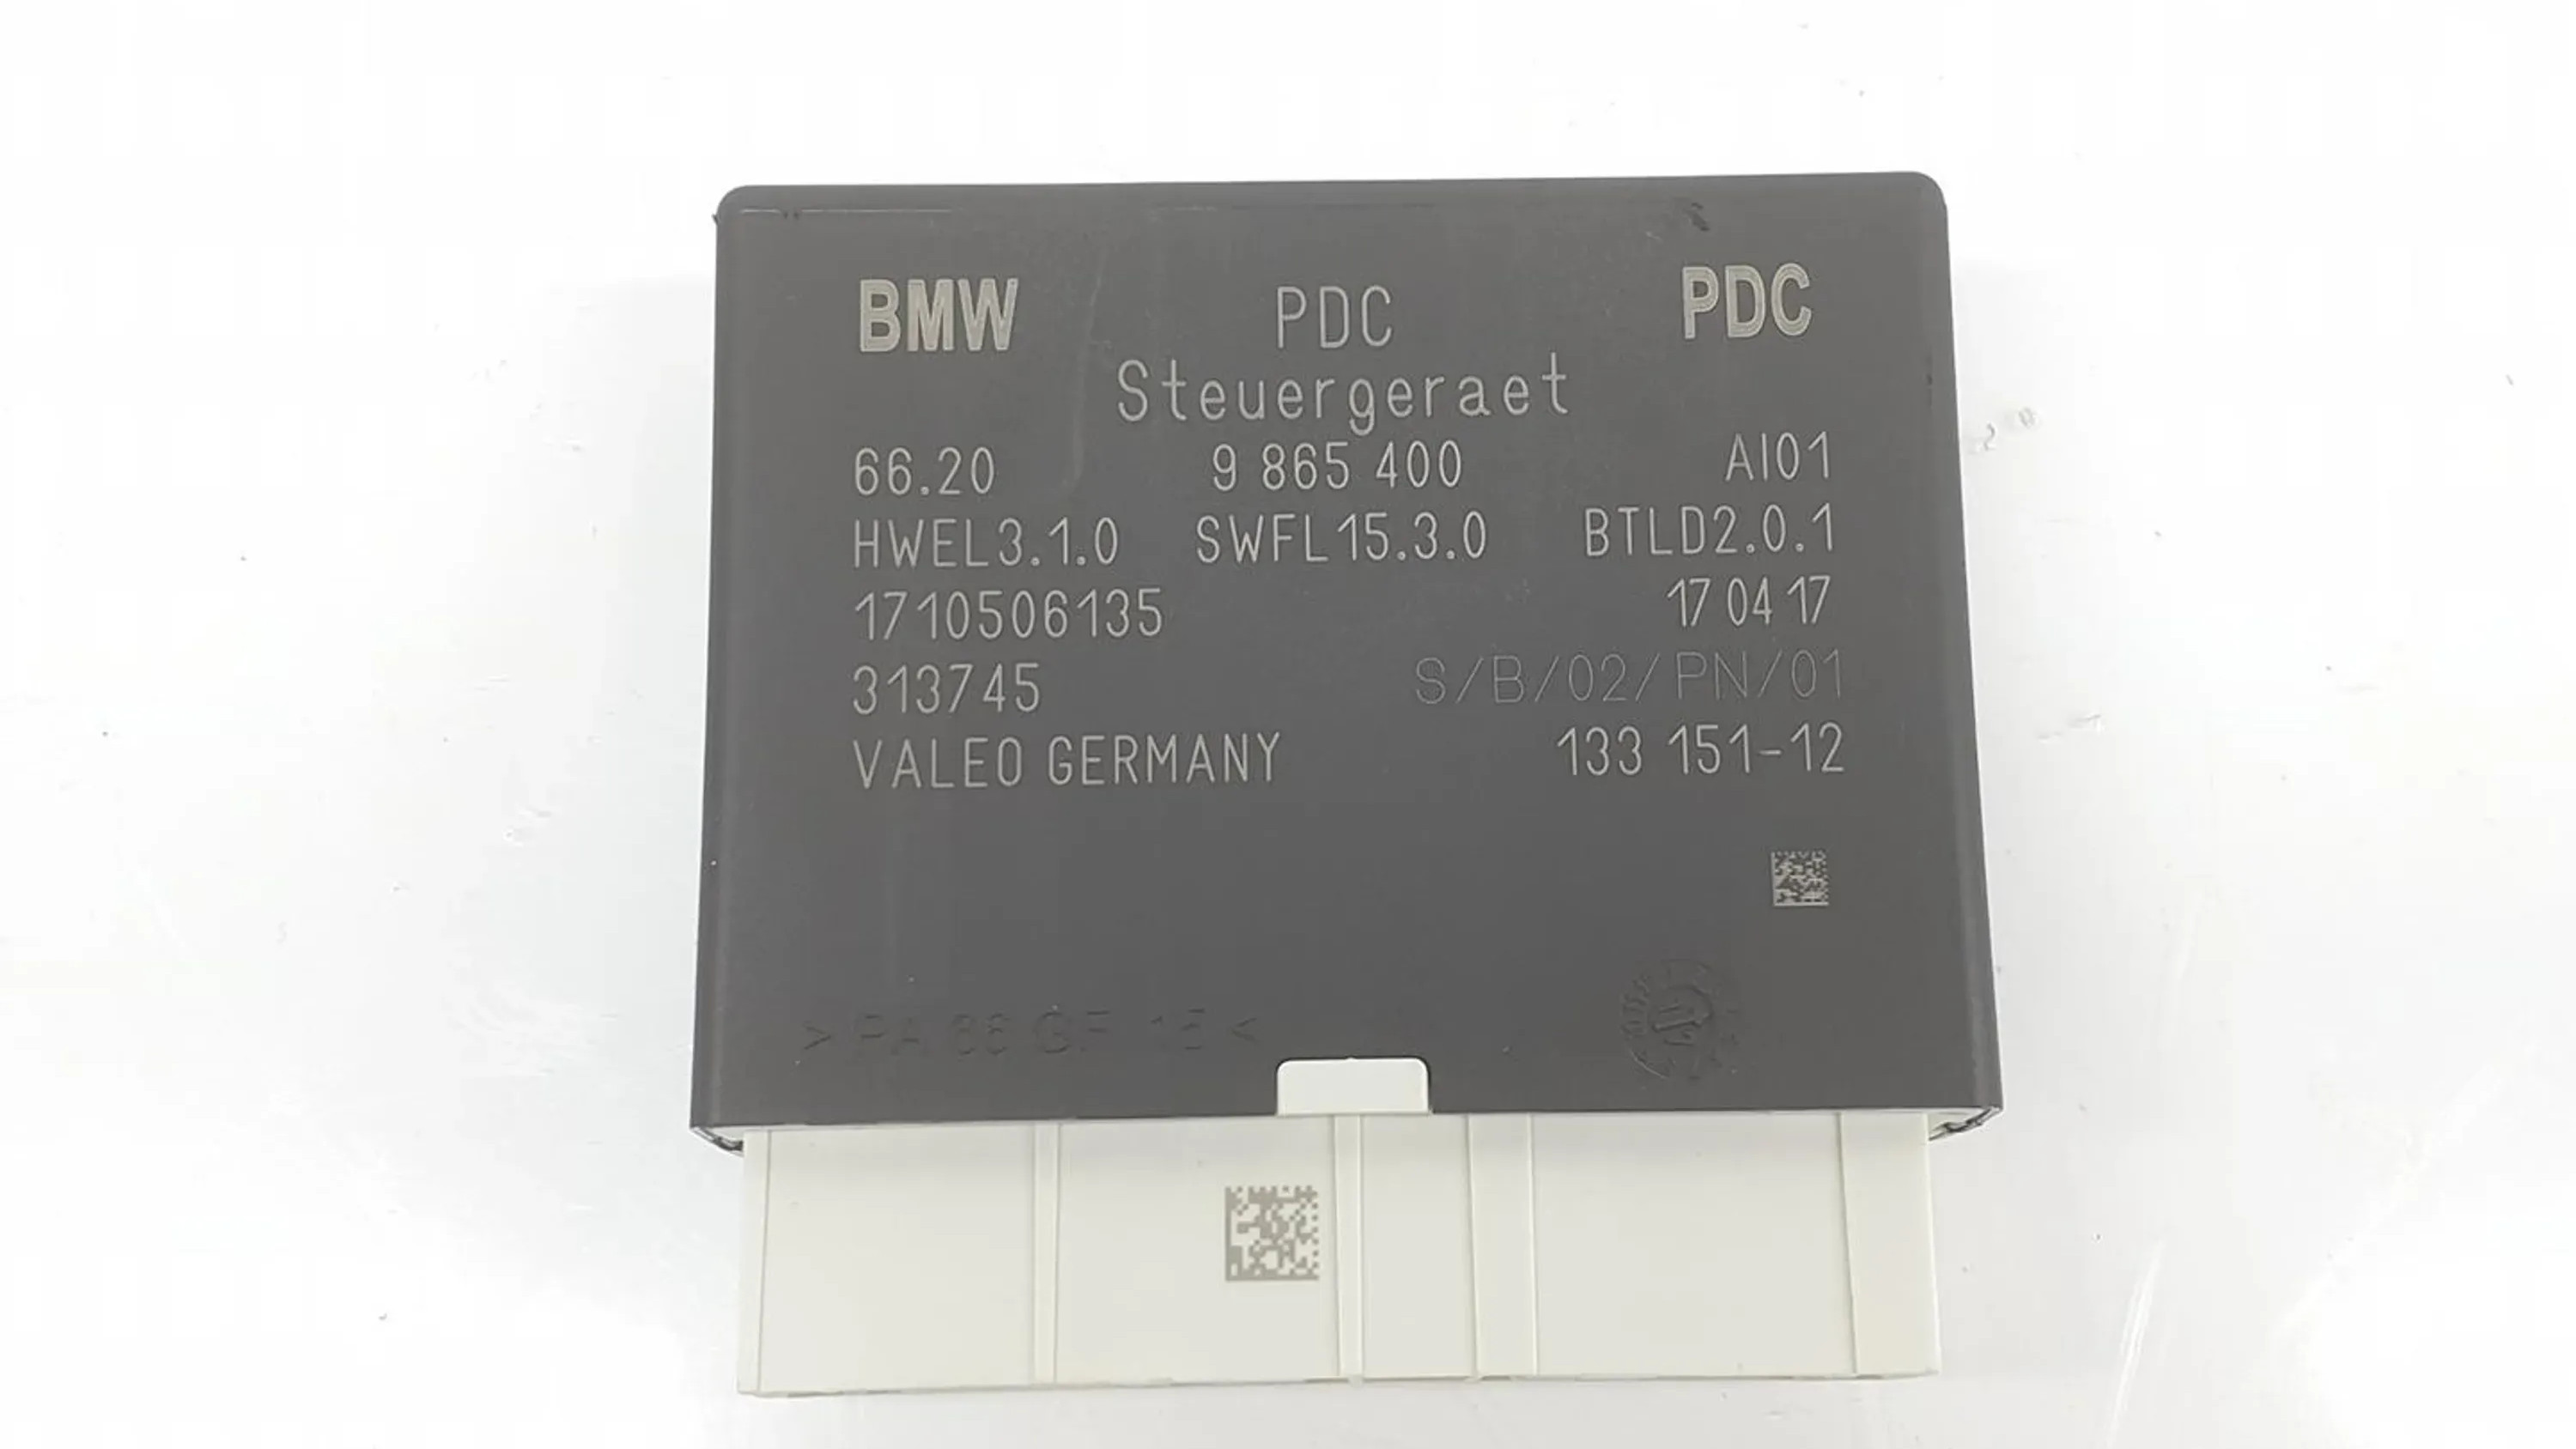 BMW PDC PDC
Steuergeraet
66.20 9 865 400 AI01
HWEL3.1.0 SWFL15.3.0 BTLD2.0.1
1710506135 17 04 17
313745 S/B/02/PN/01
VALEO GERMANY 133 151-12